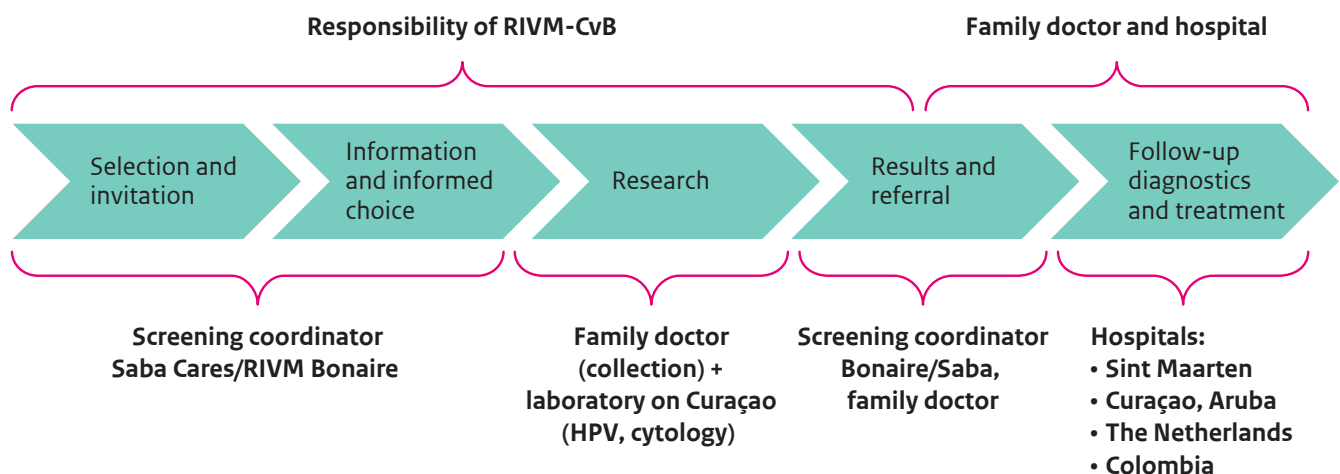 Responsibility of RIVM-CvB
Family doctor and hospital
Selection and
invitation
Information
and informed
choice
Research
Results and
referral
Follow-up
diagnostics
and treatment
Screening coordinator
Saba Cares/RIVM Bonaire
Family doctor
(collection) +
laboratory on Curaçao
(HPV, cytology)
Screening coordinator
Bonaire/Saba,
family doctor
Hospitals:
• Sint Maarten
• Curaçao, Aruba
• The Netherlands
• Colombia